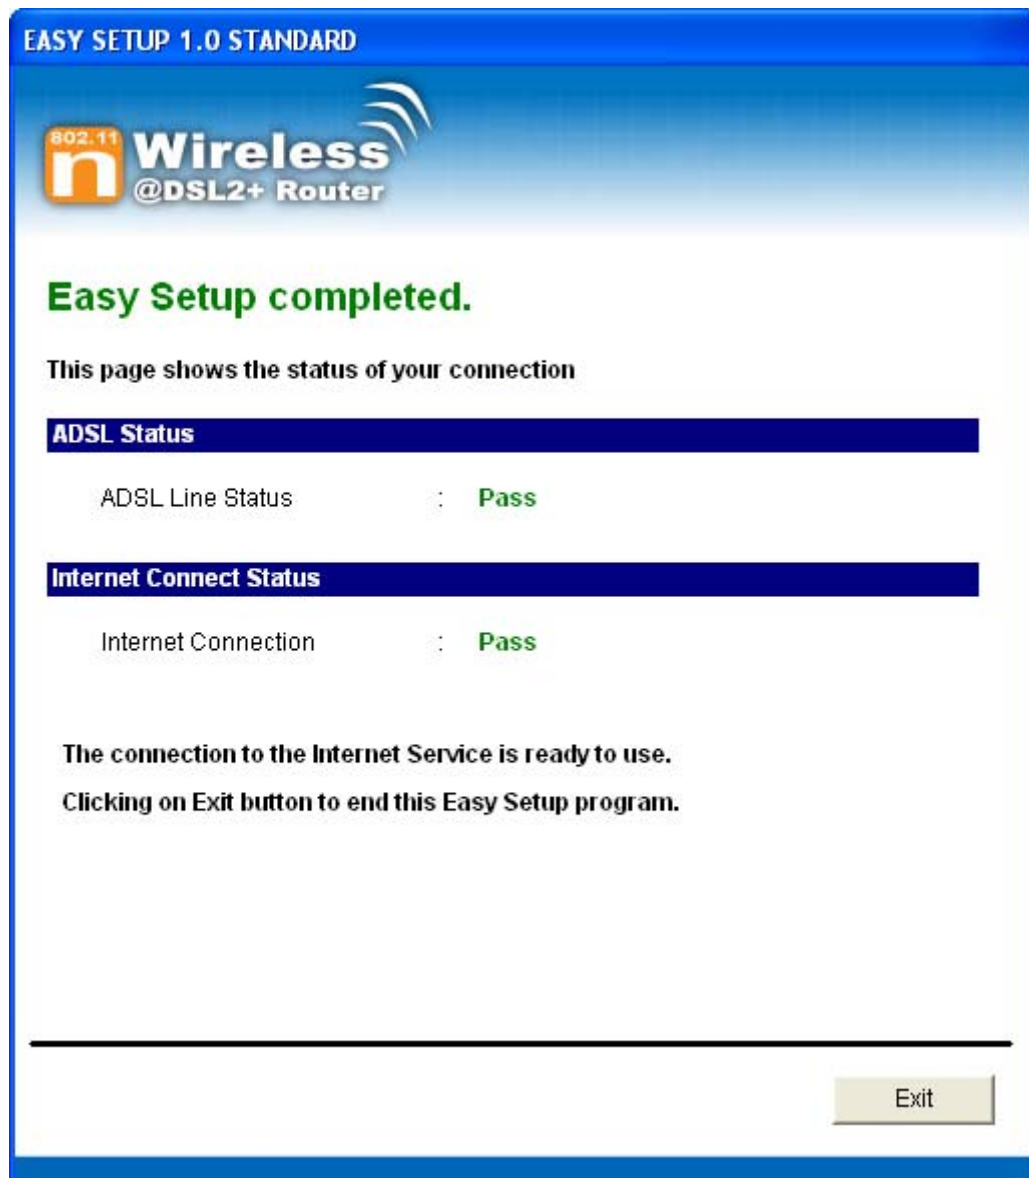 EASY SETUP 1.0 STANDARD
802.11
n Wireless
@DSL2+ Router
Easy Setup completed.
This page shows the status of your connection
ADSL Status
ADSL Line Status : Pass
Internet Connect Status
Internet Connection : Pass
The connection to the Internet Service is ready to use.
Clicking on Exit button to end this Easy Setup program.
Exit